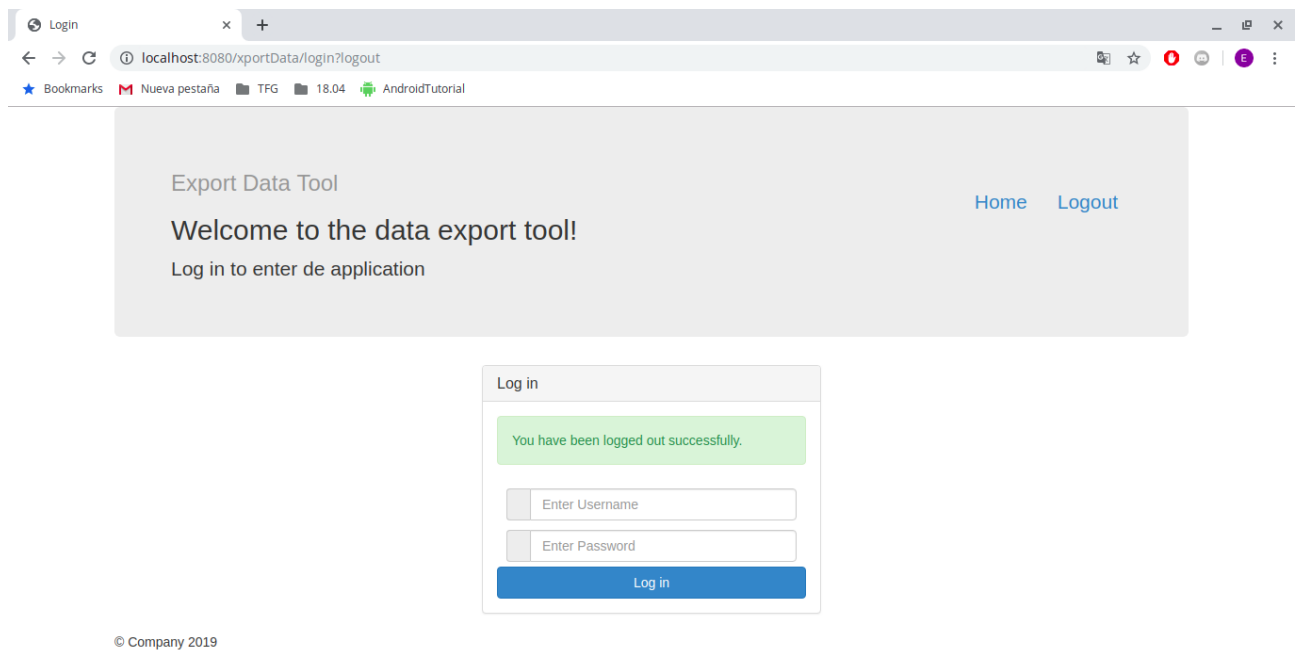 Login
localhost:8080/xportData/login?logout
E
Bookmarks Nueva pestaña TFG 18.04 AndroidTutorial
Export Data Tool
Home Logout
Welcome to the data export tool!
Log in to enter de application
Log in
You have been logged out successfully.
Enter Username
Enter Password
Log in
© Company 2019